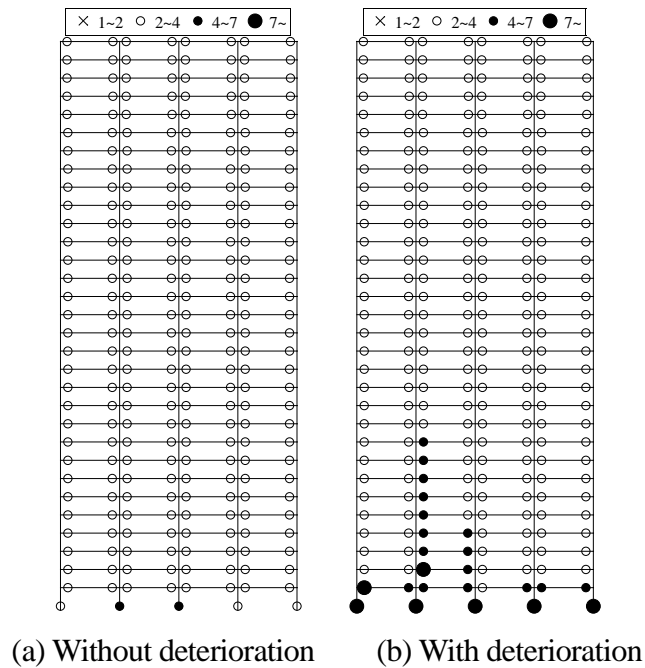 × 1~2 ○ 2~4 ● 4~7 ● 7~
× 1~2 ○ 2~4 ● 4~7 ● 7~
(a) Without deterioration
(b) With deterioration